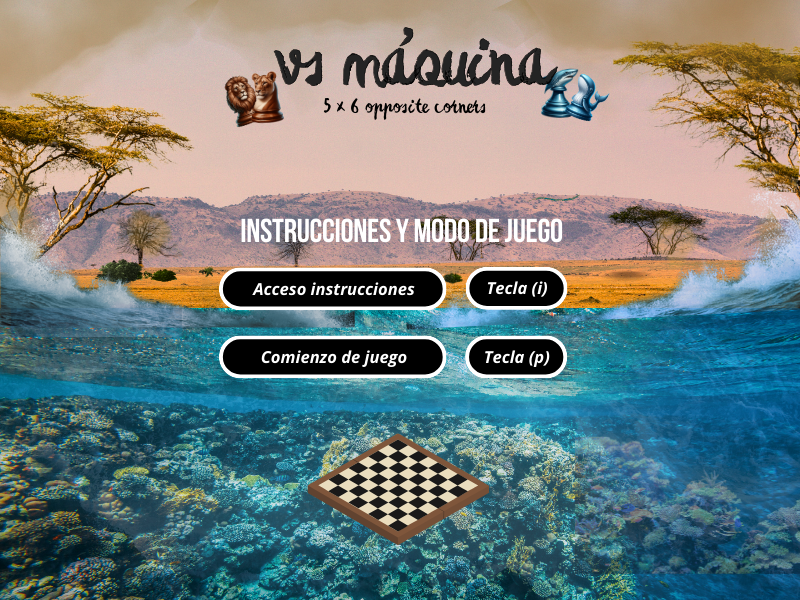 vs máquina
5 x 6 opposite corners
INSTRUCCIONES Y MODO DE JUEGO
Acceso instrucciones Tecla (i)
Comienzo de juego Tecla (p)